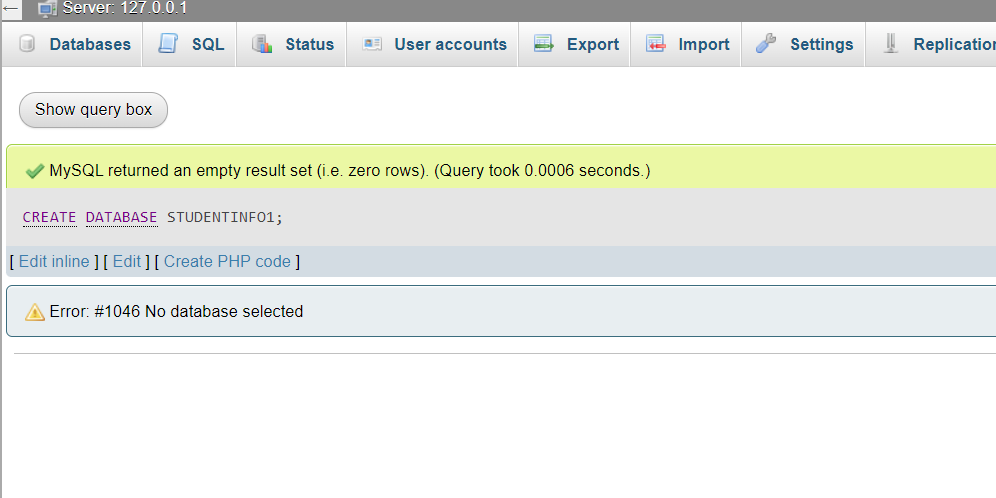 Server: 127.0.0.1
Databases SQL Status User accounts Export Import Settings Replication
Show query box
MySQL returned an empty result set (i.e. zero rows). (Query took 0.0006 seconds.)
CREATE DATABASE STUDENTINFO1;
[ Edit inline ] [ Edit ] [ Create PHP code ]
Error: #1046 No database selected